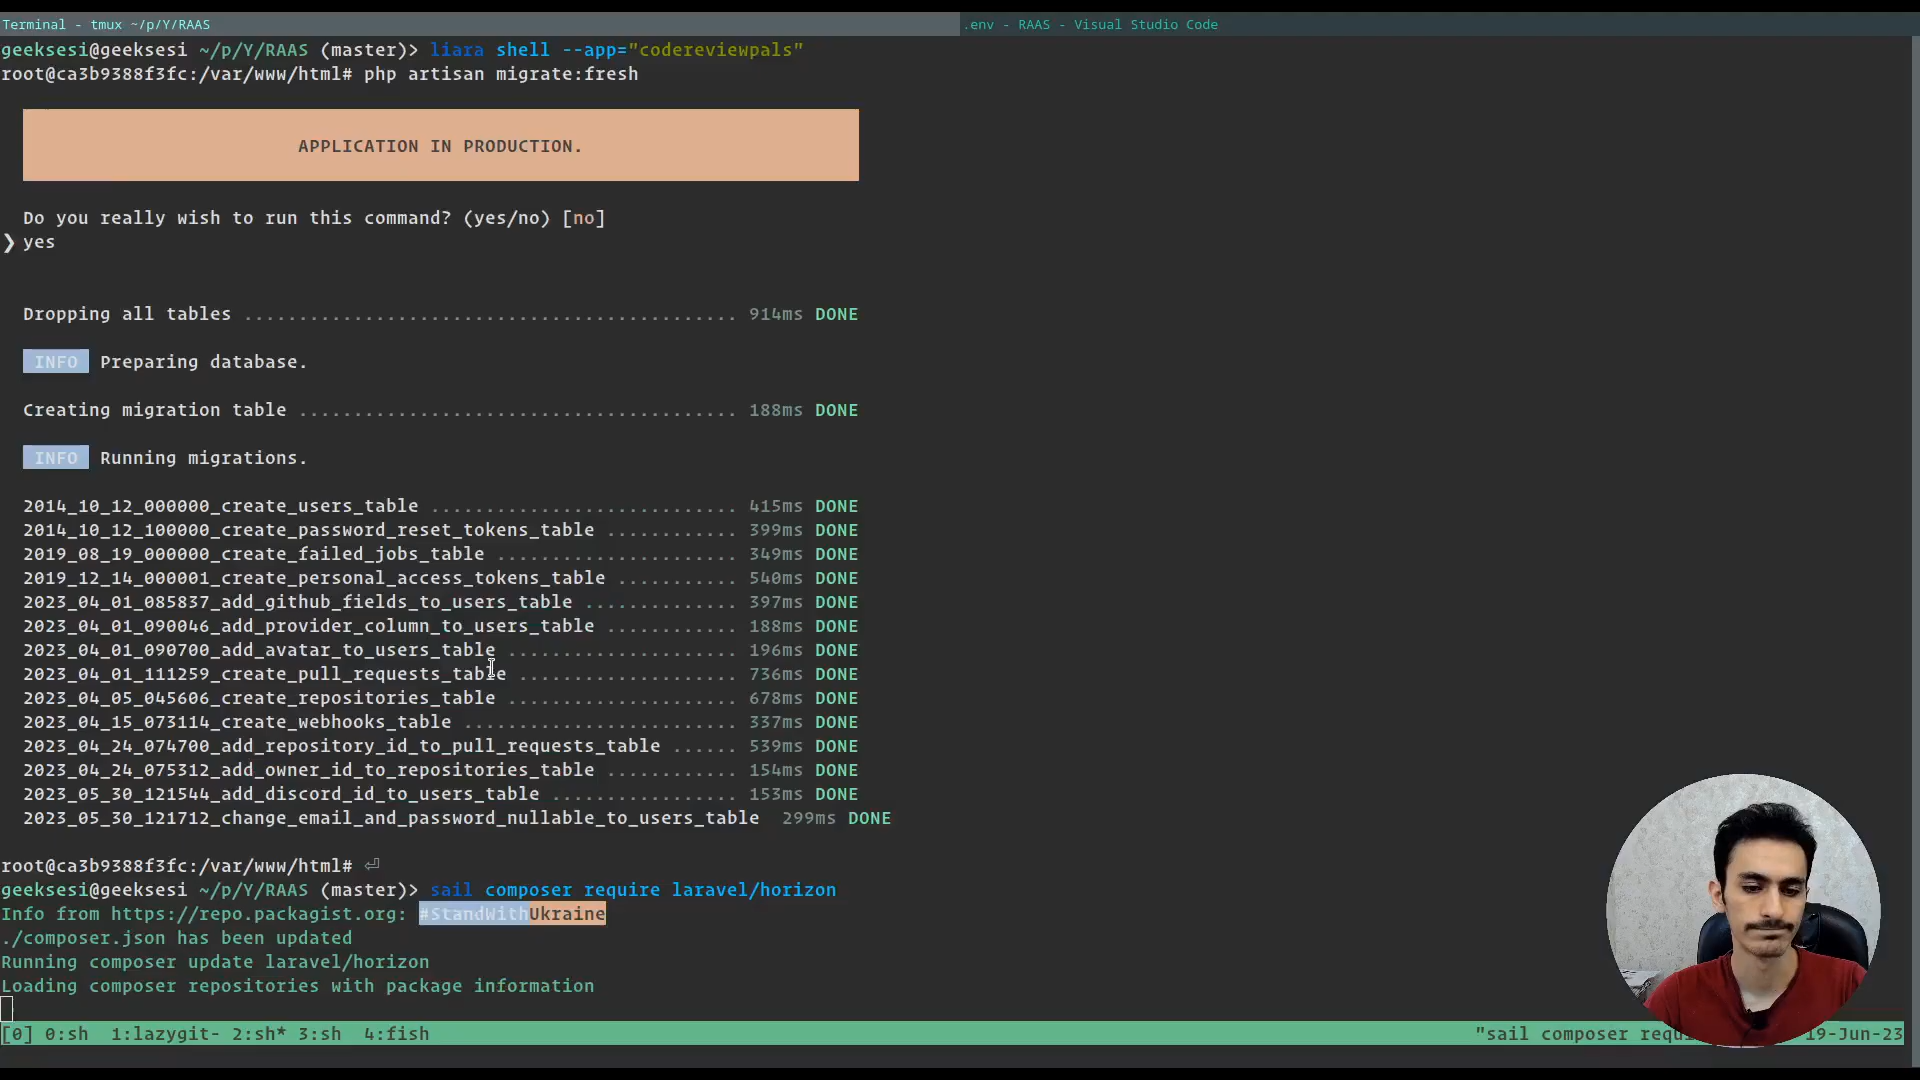 Terminal - tmux ~/p/Y/RAAS
.env - RAAS - Visual Studio Code
geeksesi@geeksesi ~/p/Y/RAAS (master)> liara shell --app="codereviewpals"
root@ca3b9388f3fc:/var/www/html# php artisan migrate:fresh
APPLICATION IN PRODUCTION.
Do you really wish to run this command? (yes/no) [no]
❯ yes
Dropping all tables ............................................. 914ms DONE
INFO Preparing database.
Creating migration table ........................................ 188ms DONE
INFO Running migrations.
2014_10_12_000000_create_users_table ............................ 415ms DONE
2014_10_12_100000_create_password_reset_tokens_table ............ 399ms DONE
2019_08_19_000000_create_failed_jobs_table ...................... 349ms DONE
2019_12_14_000001_create_personal_access_tokens_table ........... 540ms DONE
2023_04_01_085837_add_github_fields_to_users_table .............. 397ms DONE
2023_04_01_090046_add_provider_column_to_users_table ............ 188ms DONE
2023_04_01_090700_add_avatar_to_users_table ..................... 196ms DONE
2023_04_01_111259_create_pull_requests_table .................... 736ms DONE
2023_04_05_045606_create_repositories_table ..................... 678ms DONE
2023_04_15_073114_create_webhooks_table ......................... 337ms DONE
2023_04_24_074700_add_repository_id_to_pull_requests_table ...... 539ms DONE
2023_04_24_075312_add_owner_id_to_repositories_table ............ 154ms DONE
2023_05_30_121544_add_discord_id_to_users_table ................. 153ms DONE
2023_05_30_121712_change_email_and_password_nullable_to_users_table 299ms DONE
root@ca3b9388f3fc:/var/www/html# ⏎
geeksesi@geeksesi ~/p/Y/RAAS (master)> sail composer require laravel/horizon
Info from https://repo.packagist.org: #StandWithUkraine
./composer.json has been updated
Running composer update laravel/horizon
Loading composer repositories with package information
[0] 0:sh 1:lazygit- 2:sh* 3:sh 4:fish "sail composer requ 19-Jun-23